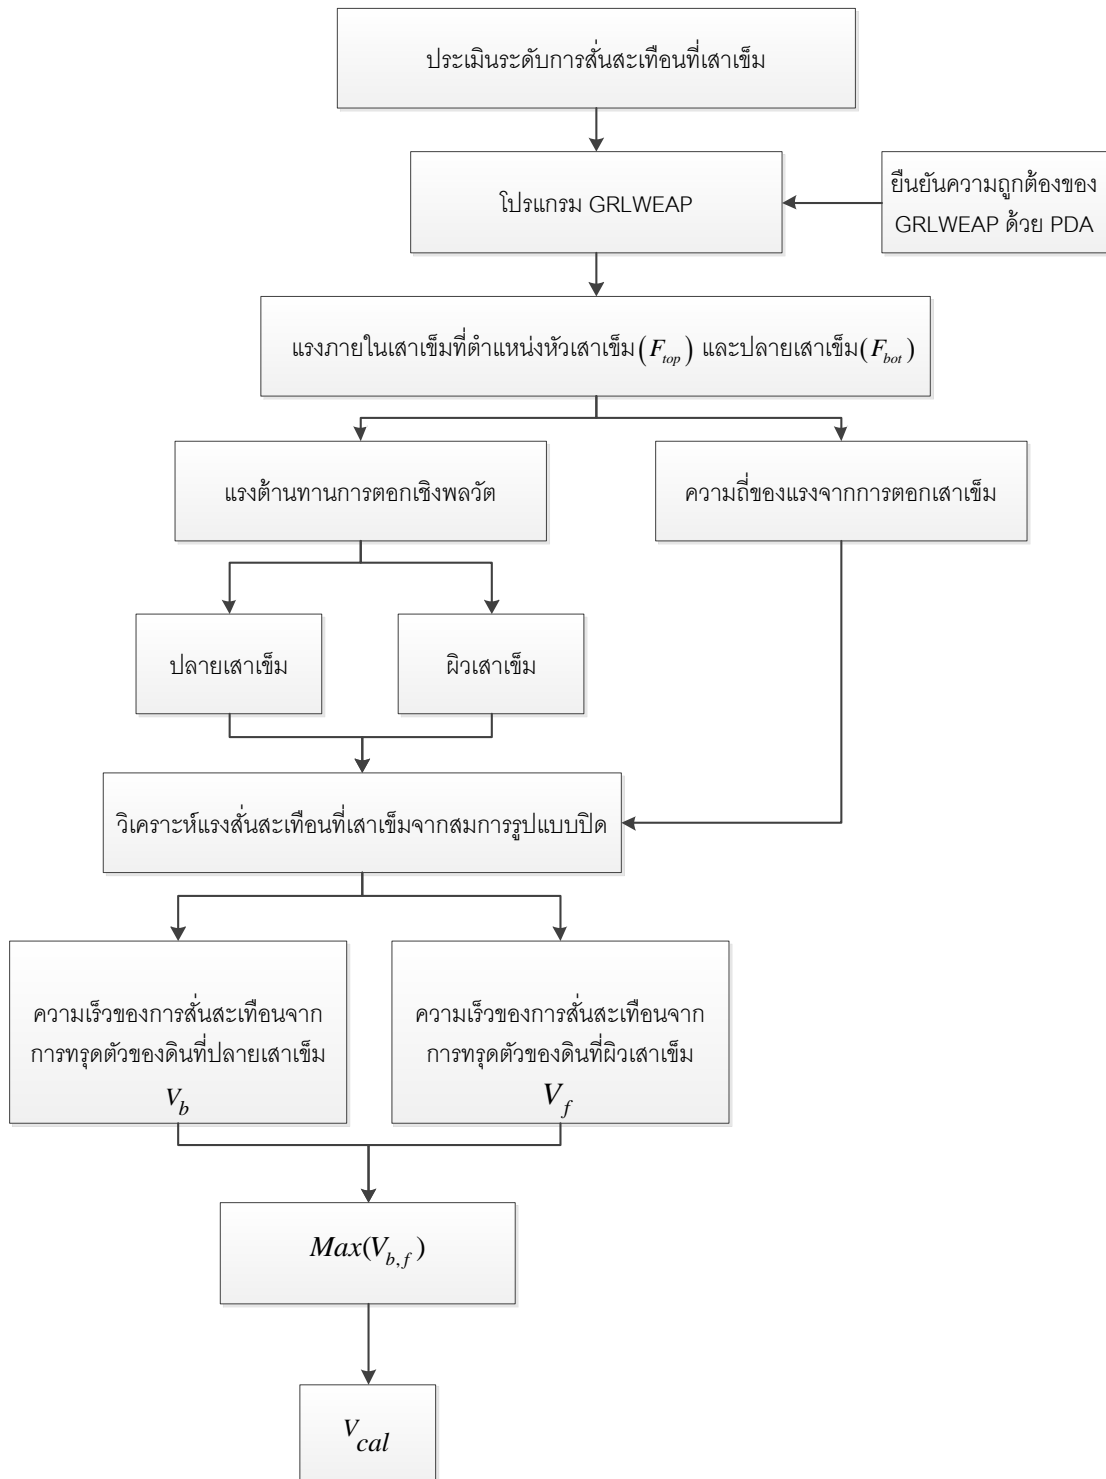 ประเมินระดับการสั่นสะเทือนที่เสาเข็ม
โปรแกรม GRLWEAP
ยืนยันความถูกต้องของ
GRLWEAP ด้วย PDA
แรงภายในเสาเข็มที่ตำแหน่งหัวเสาเข็ม(F_top) และปลายเสาเข็ม(F_bot)
แรงต้านทานการตอกเชิงพลวัต
ความถี่ของแรงจากการตอกเสาเข็ม
ปลายเสาเข็ม
ผิวเสาเข็ม
วิเคราะห์แรงสั่นสะเทือนที่เสาเข็มจากสมการรูปแบบปิด
ความเร็วของการสั่นสะเทือนจาก
การทรุดตัวของดินที่ปลายเสาเข็ม
V_b
ความเร็วของการสั่นสะเทือนจาก
การทรุดตัวของดินที่ผิวเสาเข็ม
V_f
Max(V_b,f)
V_cal